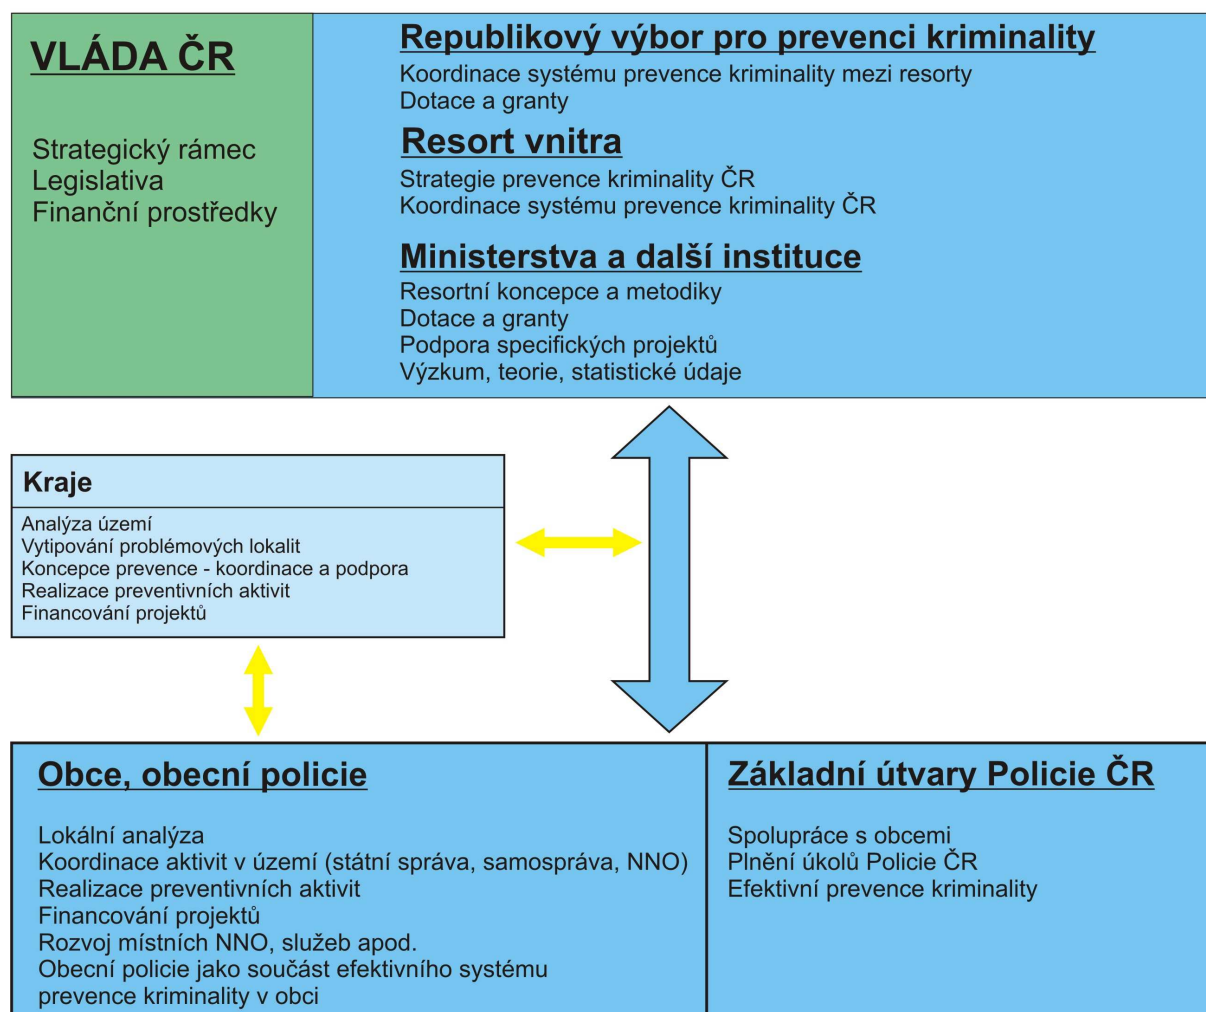 VLÁDA ČR
Strategický rámec
Legislativa
Finanční prostředky
Republikový výbor pro prevenci kriminality
Koordinace systému prevence kriminality mezi resorty
Dotace a granty
Resort vnitra
Strategie prevence kriminality ČR
Koordinace systému prevence kriminality ČR
Ministerstva a další instituce
Resortní koncepce a metodiky
Dotace a granty
Podpora specifických projektů
Výzkum, teorie, statistické údaje
Kraje
Analýza území
Vytipování problémových lokalit
Koncepce prevence - koordinace a podpora
Realizace preventivních aktivit
Financování projektů
Obce, obecní policie
Lokální analýza
Koordinace aktivit v území (státní správa, samospráva, NNO)
Realizace preventivních aktivit
Financování projektů
Rozvoj místních NNO, služeb apod.
Obecní policie jako součást efektivního systému
prevence kriminality v obci
Základní útvary Policie ČR
Spolupráce s obcemi
Plnění úkolů Policie ČR
Efektivní prevence kriminality